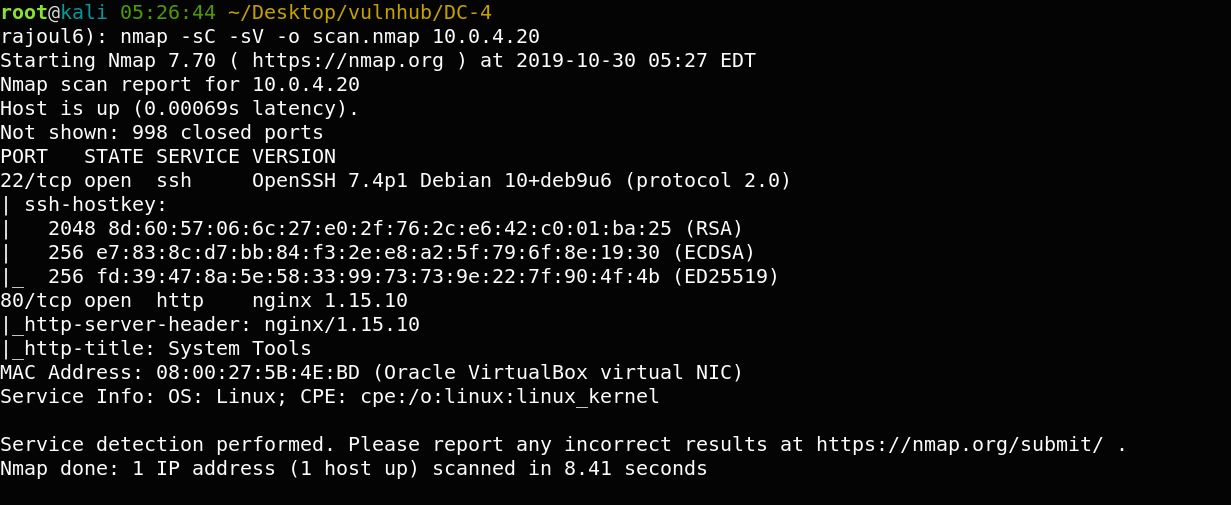 root@kali 05:26:44 ~/Desktop/vulnhub/DC-4
rajoul6): nmap -sC -sV -o scan.nmap 10.0.4.20
Starting Nmap 7.70 ( https://nmap.org ) at 2019-10-30 05:27 EDT
Nmap scan report for 10.0.4.20
Host is up (0.00069s latency).
Not shown: 998 closed ports
PORT   STATE SERVICE VERSION
22/tcp open  ssh     OpenSSH 7.4p1 Debian 10+deb9u6 (protocol 2.0)
| ssh-hostkey:
|   2048 8d:60:57:06:6c:27:e0:2f:76:2c:e6:42:c0:01:ba:25 (RSA)
|   256 e7:83:8c:d7:bb:84:f3:2e:e8:a2:5f:79:6f:8e:19:30 (ECDSA)
|_  256 fd:39:47:8a:5e:58:33:99:73:73:9e:22:7f:90:4f:4b (ED25519)
80/tcp open  http    nginx 1.15.10
|_http-server-header: nginx/1.15.10
|_http-title: System Tools
MAC Address: 08:00:27:5B:4E:BD (Oracle VirtualBox virtual NIC)
Service Info: OS: Linux; CPE: cpe:/o:linux:linux_kernel

Service detection performed. Please report any incorrect results at https://nmap.org/submit/ .
Nmap done: 1 IP address (1 host up) scanned in 8.41 seconds